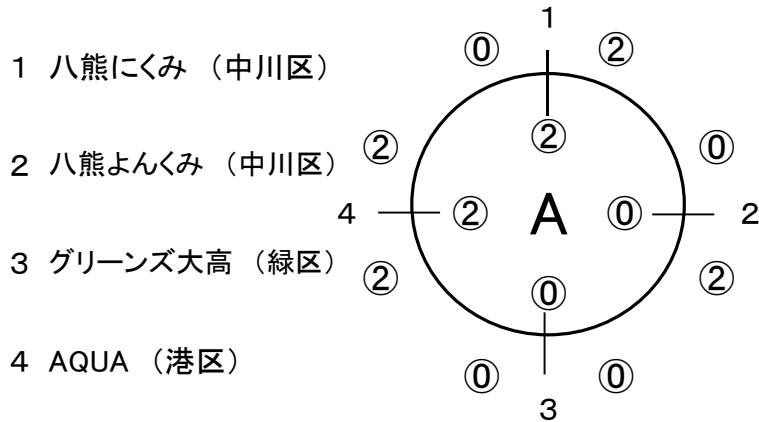 1 八熊にくみ （中川区）
2 八熊よんくみ （中川区）
3 グリーンズ大高 （緑区）
4 AQUA （港区）
1
⓪ ②
②
② ⓪
4 ② A ⓪ 2
② ②
⓪
⓪ ⓪
3